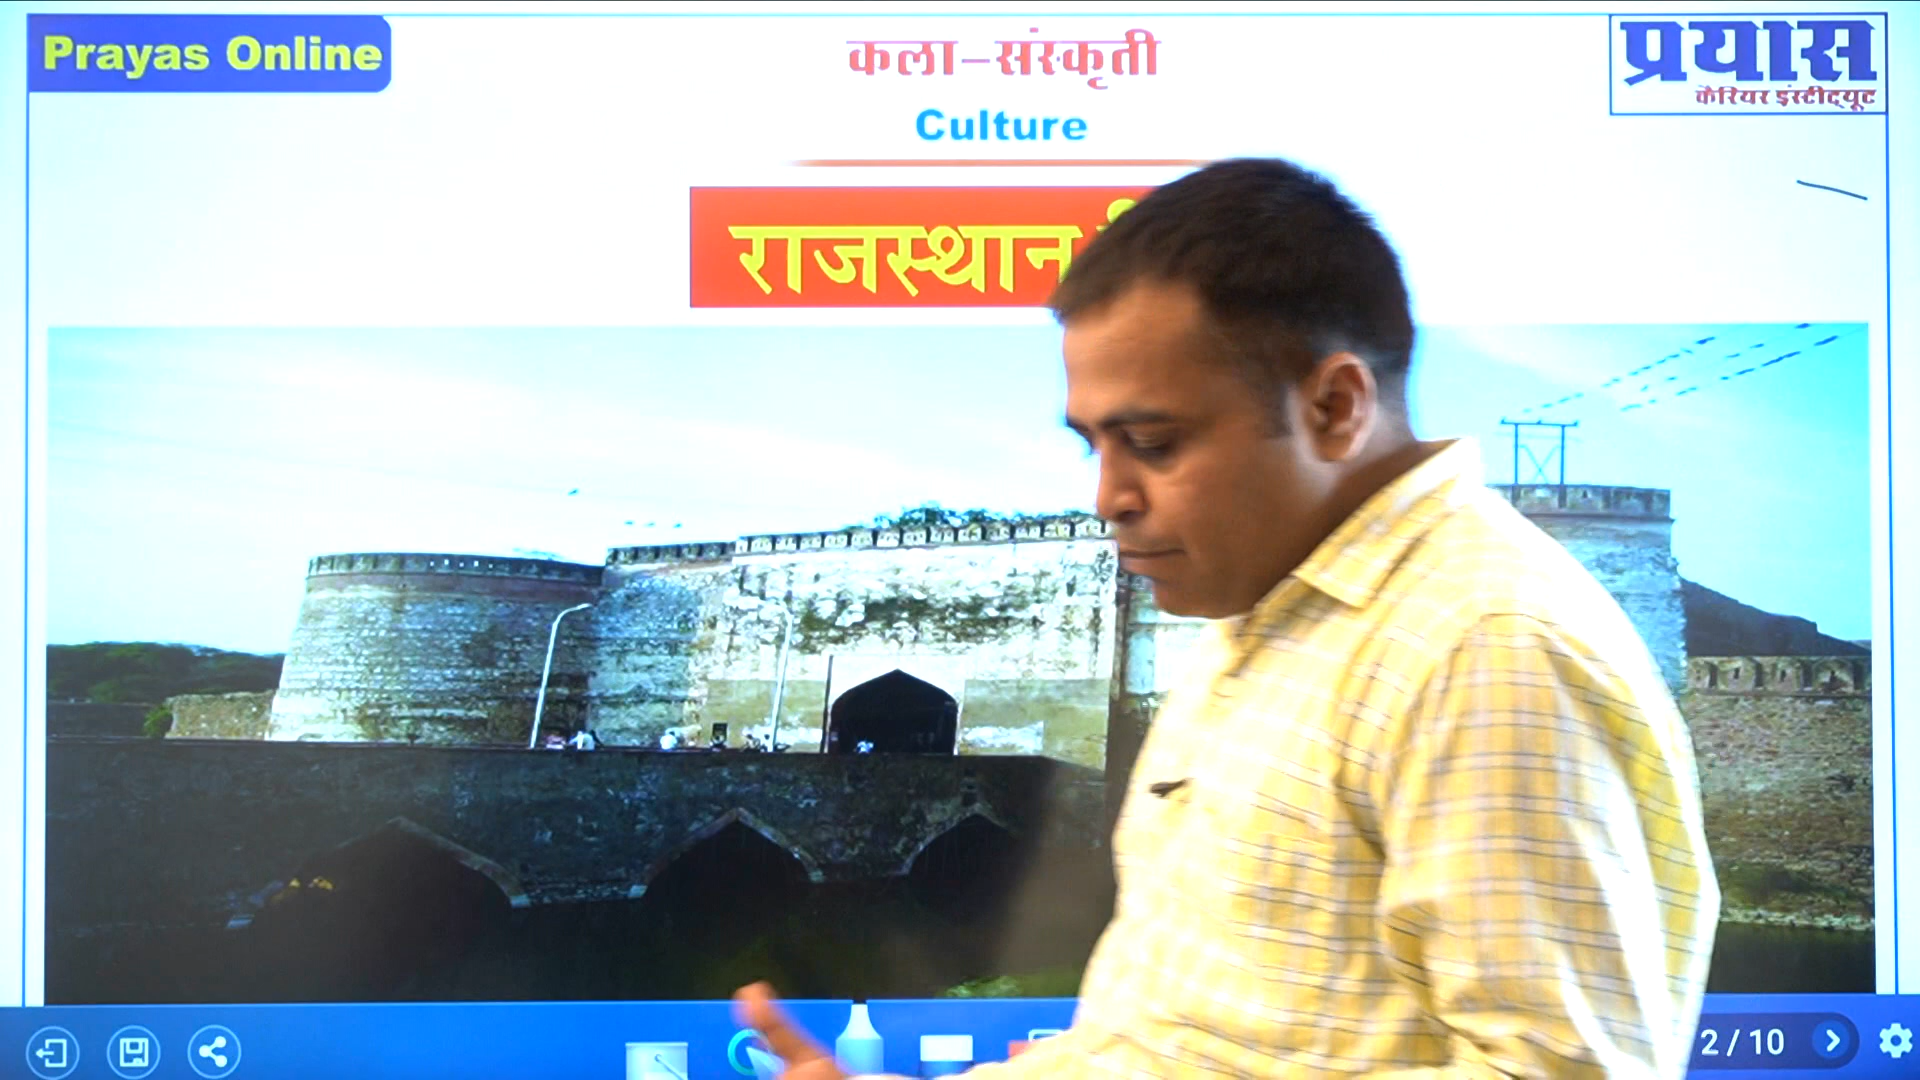 Prayas Online
कला-संस्कृती
Culture
प्रयास
कैरियर इंस्टीट्यूट
राजस्थान
2 / 10